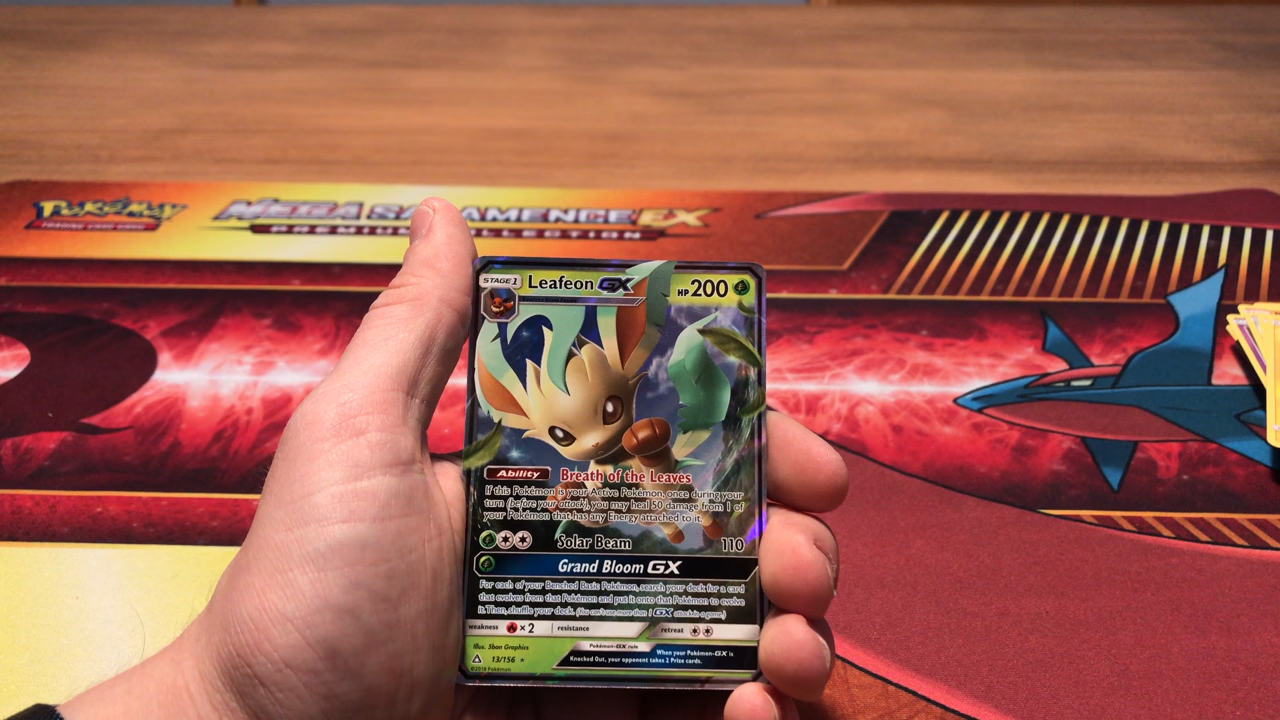 Pokémon
TRADING CARD GAME
MEGA SALAMENCE EX
PREMIUM COLLECTION
STAGE 1 Leafeon GX HP 200
Ability Breath of the Leaves
If this Pokémon is your Active Pokémon, once during your
turn (before your attack), you may heal 50 damage from 1 of
your Pokémon that has any Energy attached to it.
Solar Beam 110
Grand Bloom GX
For each of your Benched Basic Pokémon, search your deck for a card
that evolves from that Pokémon and put it onto that Pokémon to evolve
it. Then, shuffle your deck. (You can't use more than 1 GX attack in a game.)
weakness ×2 resistance retreat
Illus. 5ban Graphics
13/156
©2018 Pokémon
Pokémon-GX rule
When your Pokémon-GX is
Knocked Out, your opponent takes 2 Prize cards.